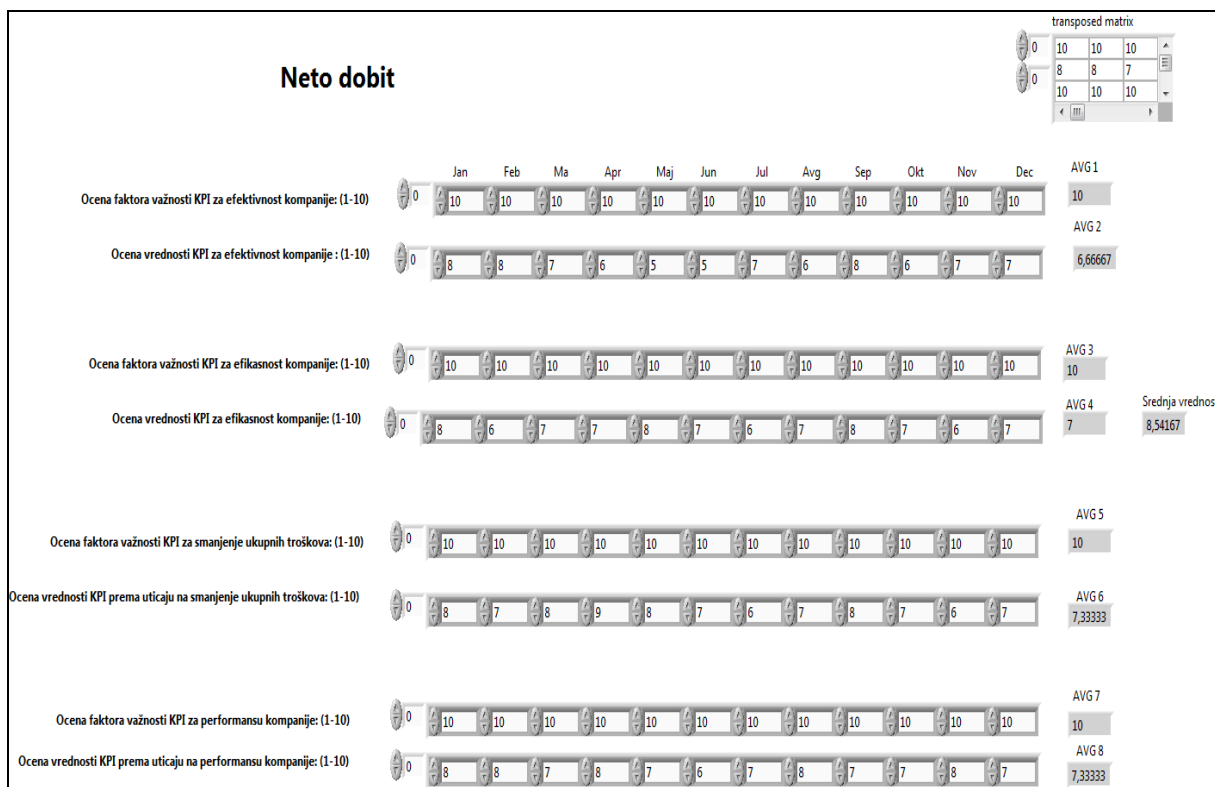 transposed matrix
0 10 10 10
8 8 7
0 10 10 10
Neto dobit
Jan Feb Ma Apr Maj Jun Jul Avg Sep Okt Nov Dec
AVG 1
Ocena faktora važnosti KPI za efektivnost kompanije: (1-10) 0 10 10 10 10 10 10 10 10 10 10 10 10 10
AVG 2
Ocena vrednosti KPI za efektivnost kompanije : (1-10) 0 8 8 7 6 5 5 7 6 8 6 7 7 6,66667
AVG 3
Ocena faktora važnosti KPI za efikasnost kompanije: (1-10) 0 10 10 10 10 10 10 10 10 10 10 10 10 10
AVG 4 Srednja vrednos
Ocena vrednosti KPI za efikasnost kompanije: (1-10) 0 8 6 7 7 8 7 6 7 8 7 6 7 7 8,54167
AVG 5
Ocena faktora važnosti KPI za smanjenje ukupnih troškova: (1-10) 0 10 10 10 10 10 10 10 10 10 10 10 10 10
AVG 6
Ocena vrednosti KPI prema uticaju na smanjenje ukupnih troškova: (1-10) 0 8 7 8 9 8 7 6 7 8 7 6 7 7,33333
AVG 7
Ocena faktora važnosti KPI za performansu kompanije: (1-10) 0 10 10 10 10 10 10 10 10 10 10 10 10 10
AVG 8
Ocena vrednosti KPI prema uticaju na performansu kompanije: (1-10) 0 8 8 7 8 7 6 7 8 7 7 8 7 7,33333